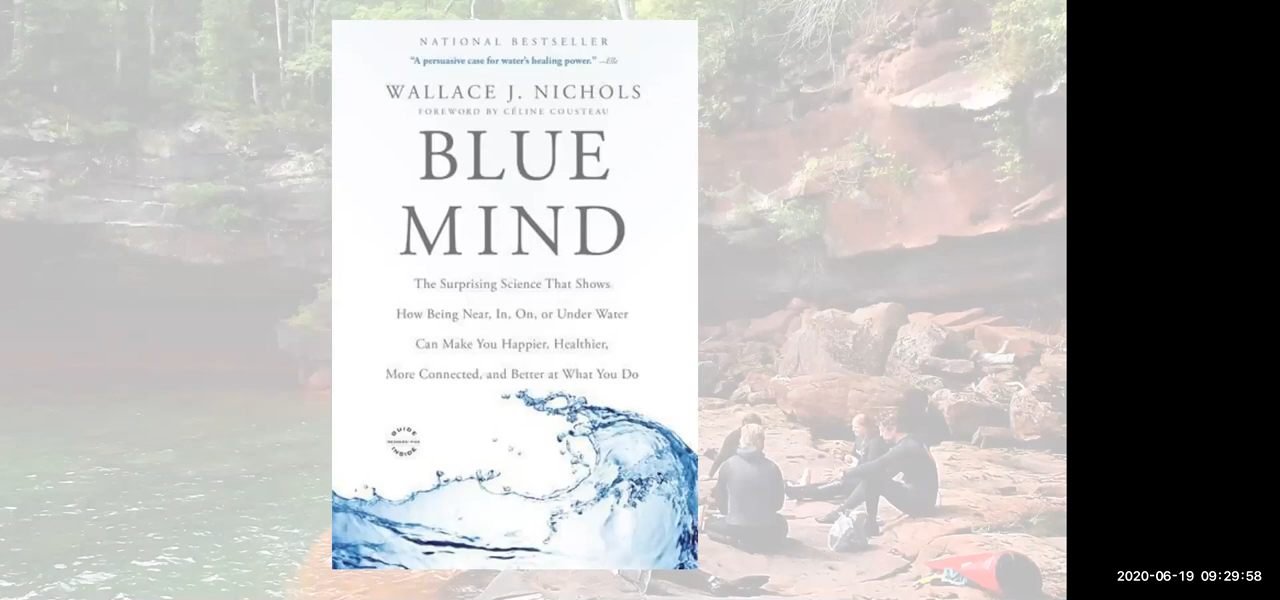 NATIONAL BESTSELLER
“A persuasive case for water’s healing power.” —Elle
WALLACE J. NICHOLS
FOREWORD BY CÉLINE COUSTEAU
BLUE
MIND
The Surprising Science That Shows
How Being Near, In, On, or Under Water
Can Make You Happier, Healthier,
More Connected, and Better at What You Do
GUIDE
INSIDE
2020-06-19 09:29:58